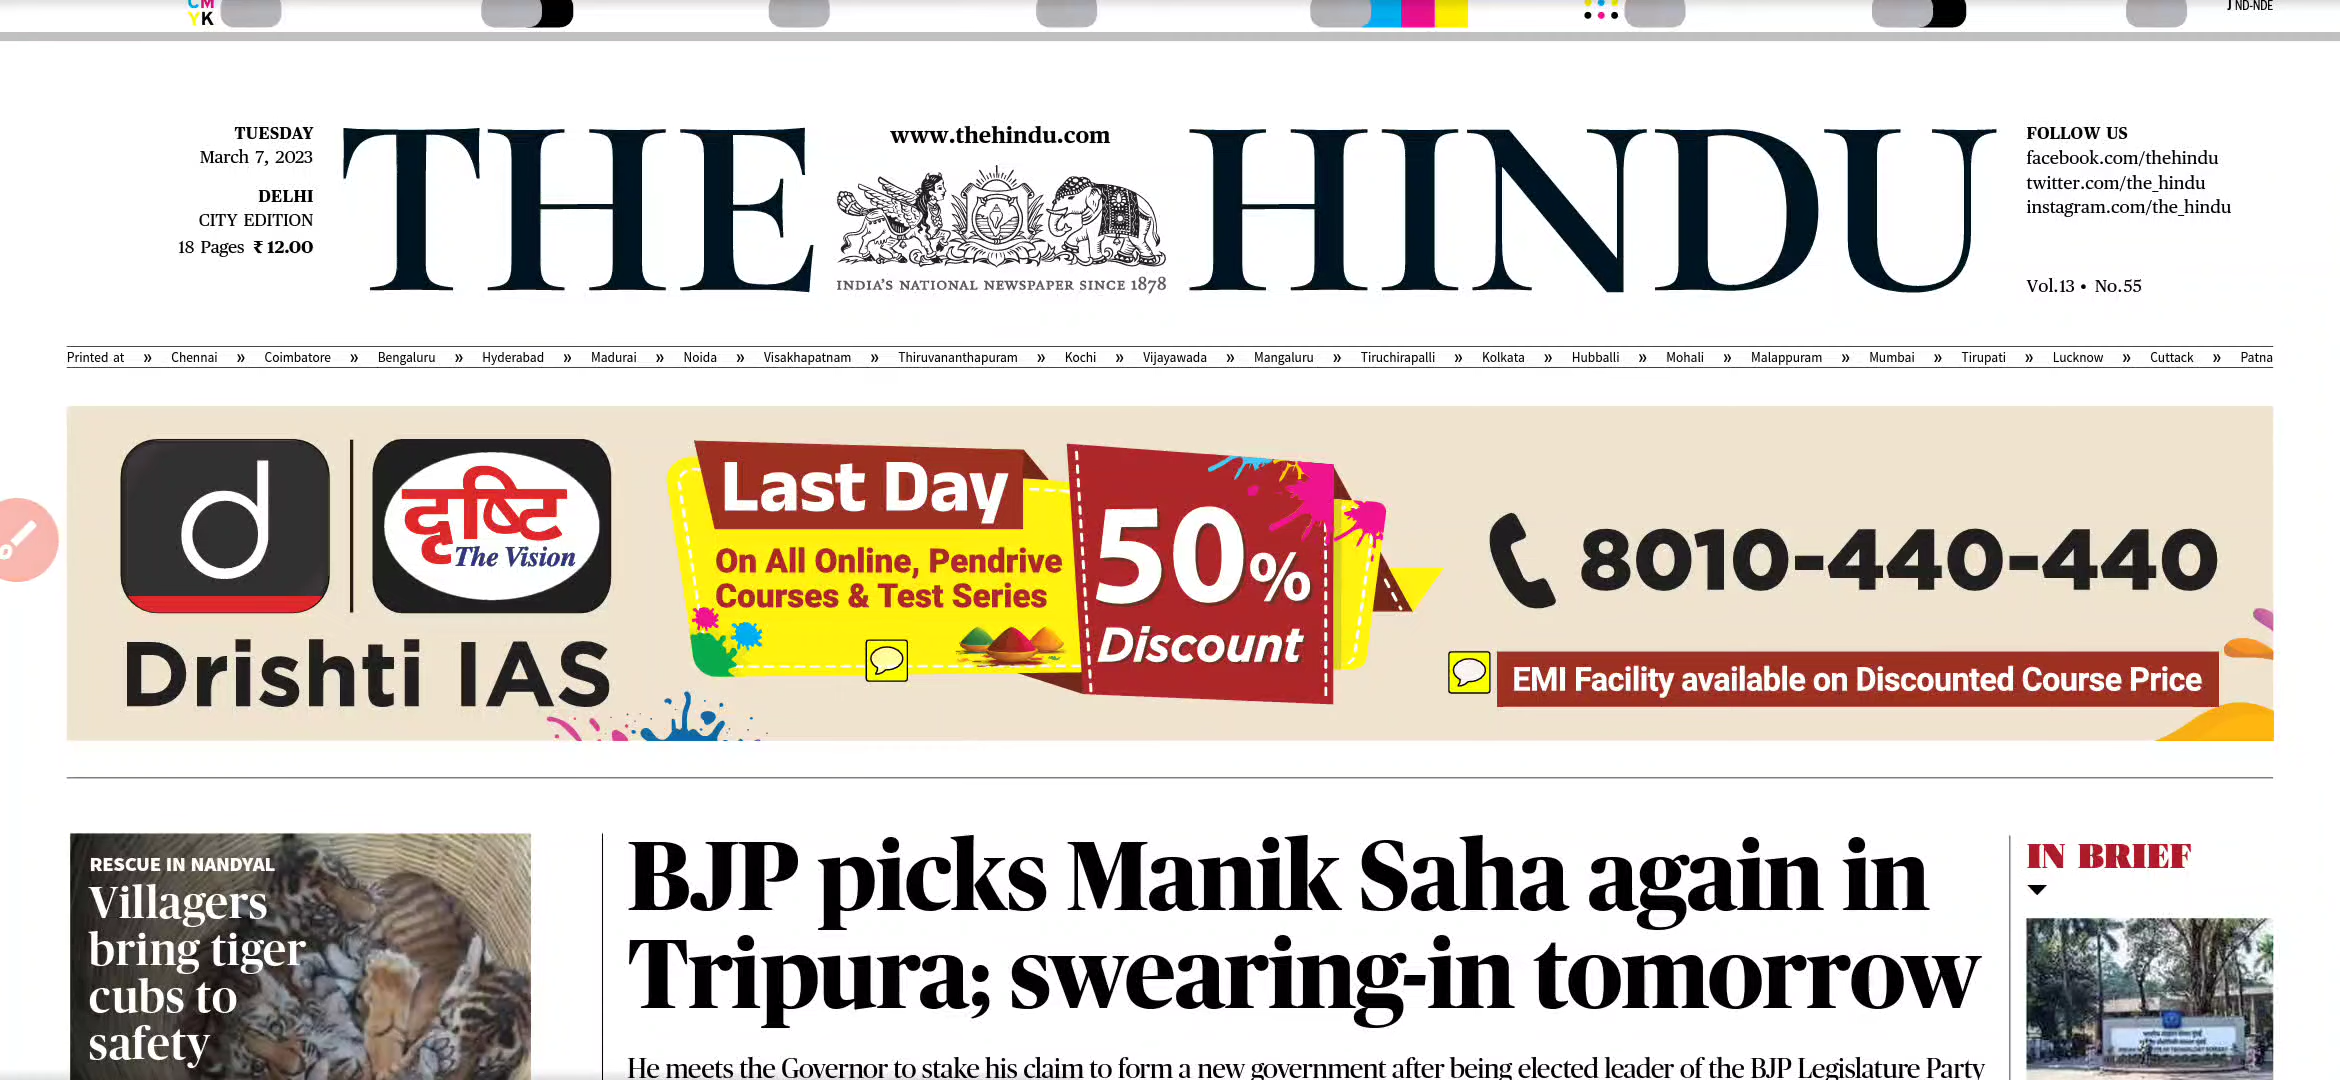 CM
YK
J ND-NDE
TUESDAY
March 7, 2023
DELHI
CITY EDITION
18 Pages ₹ 12.00
THE HINDU
www.thehindu.com
INDIA'S NATIONAL NEWSPAPER SINCE 1878
FOLLOW US
facebook.com/thehindu
twitter.com/the_hindu
instagram.com/the_hindu
Vol.13 • No.55
Printed at » Chennai » Coimbatore » Bengaluru » Hyderabad » Madurai » Noida » Visakhapatnam » Thiruvananthapuram » Kochi » Vijayawada » Mangaluru » Tiruchirapalli » Kolkata » Hubballi » Mohali » Malappuram » Mumbai » Tirupati » Lucknow » Cuttack » Patna
d
दृष्टि
The Vision
Drishti IAS
Last Day
On All Online, Pendrive
Courses & Test Series
50%
Discount
8010-440-440
EMI Facility available on Discounted Course Price
RESCUE IN NANDYAL
Villagers
bring tiger
cubs to
safety
BJP picks Manik Saha again in
Tripura; swearing-in tomorrow
He meets the Governor to stake his claim to form a new government after being elected leader of the BJP Legislature Party
IN BRIEF